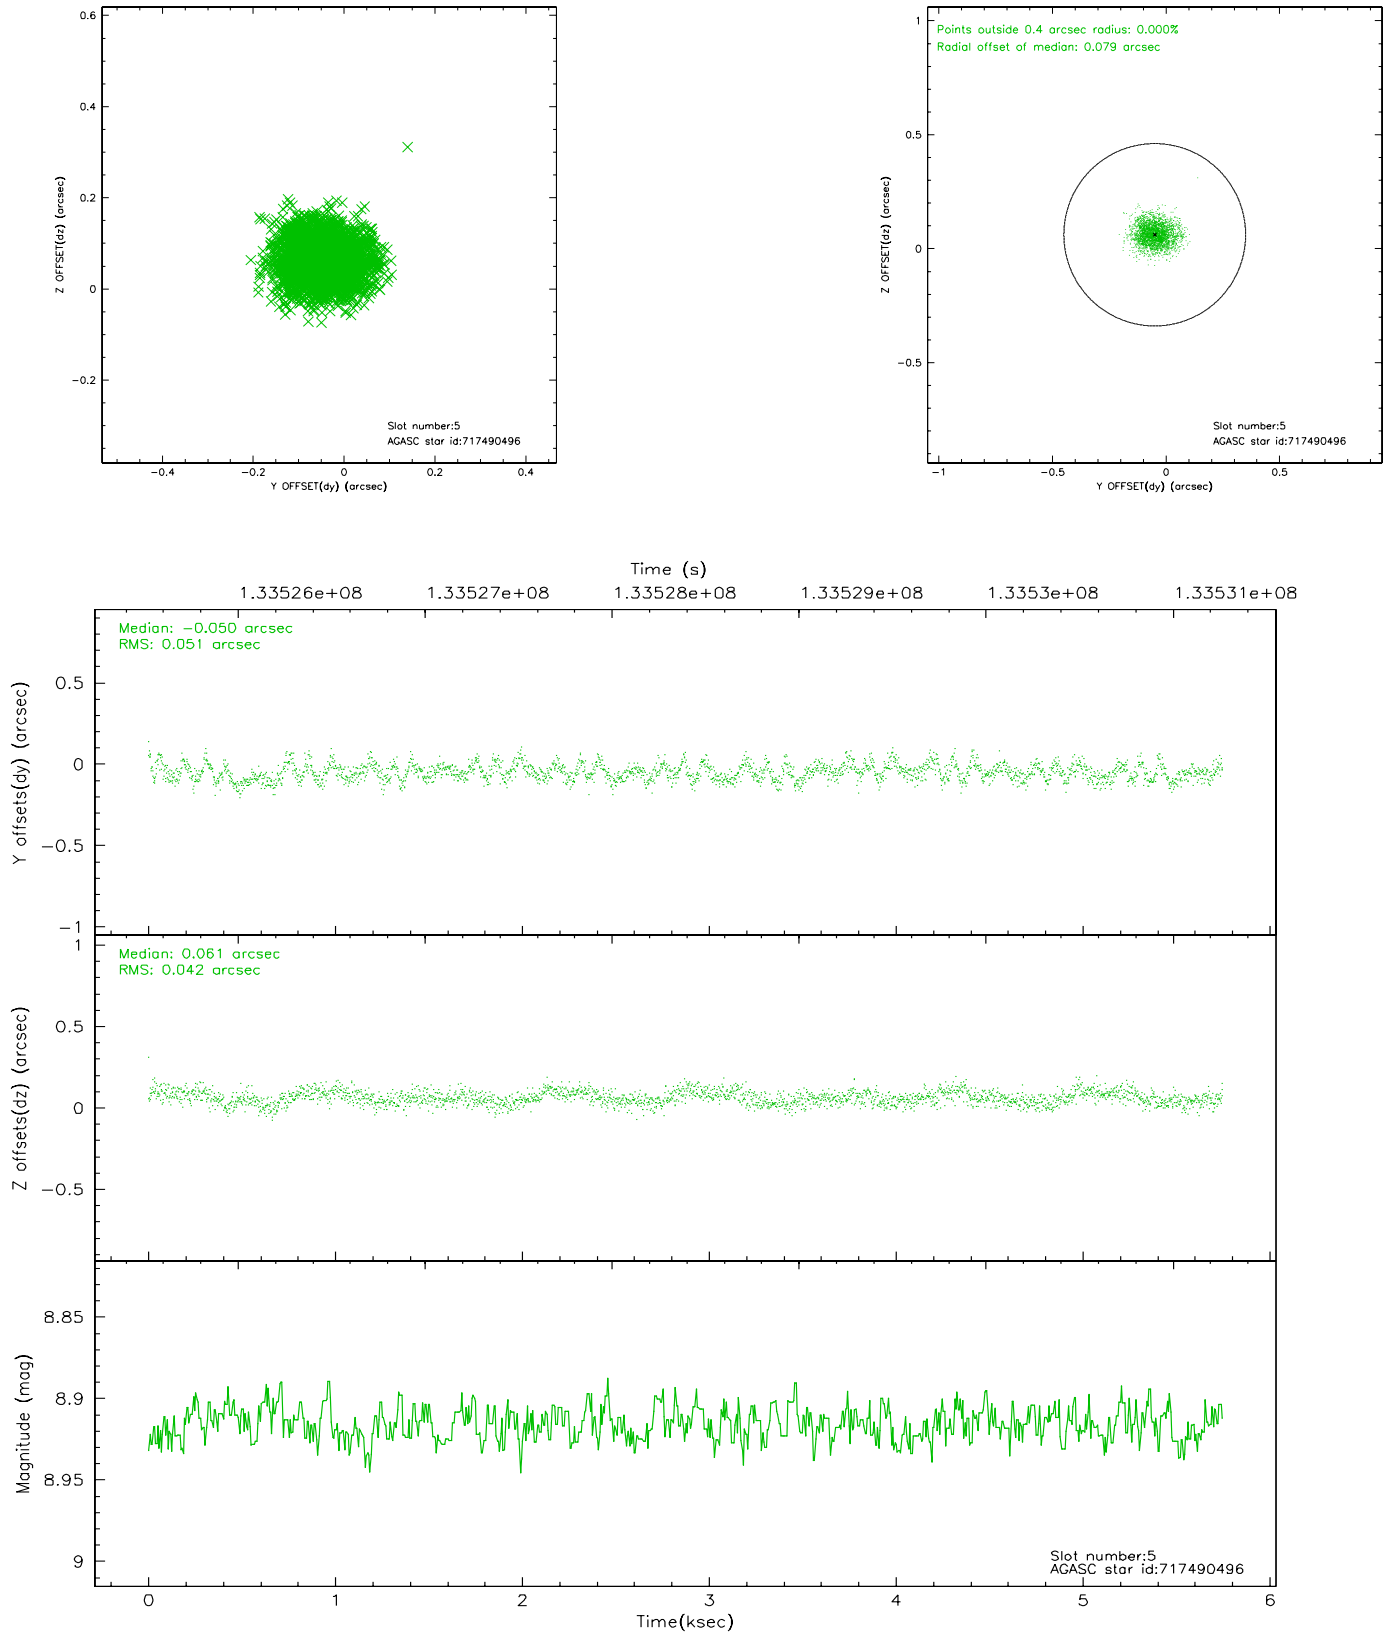 0.6
0.4
0.2
0
−0.2
Z OFFSET(dz) (arcsec)
−0.4
−0.2
0
0.2
0.4
Y OFFSET(dy) (arcsec)
Slot number:5
AGASC star id:717490496
Points outside 0.4 arcsec radius: 0.000%
Radial offset of median: 0.079 arcsec
1
0.5
0
−0.5
Z OFFSET(dz) (arcsec)
−1
−0.5
0
0.5
Y OFFSET(dy) (arcsec)
Slot number:5
AGASC star id:717490496
Time (s)
1.33526e+08
1.33527e+08
1.33528e+08
1.33529e+08
1.3353e+08
1.33531e+08
Median: −0.050 arcsec
RMS: 0.051 arcsec
0.5
0
−0.5
−1
Y offsets(dy) (arcsec)
Median: 0.061 arcsec
RMS: 0.042 arcsec
1
0.5
0
−0.5
Z offsets(dz) (arcsec)
8.85
8.9
8.95
9
Magnitude (mag)
Slot number:5
AGASC star id:717490496
0
1
2
3
4
5
6
Time(ksec)